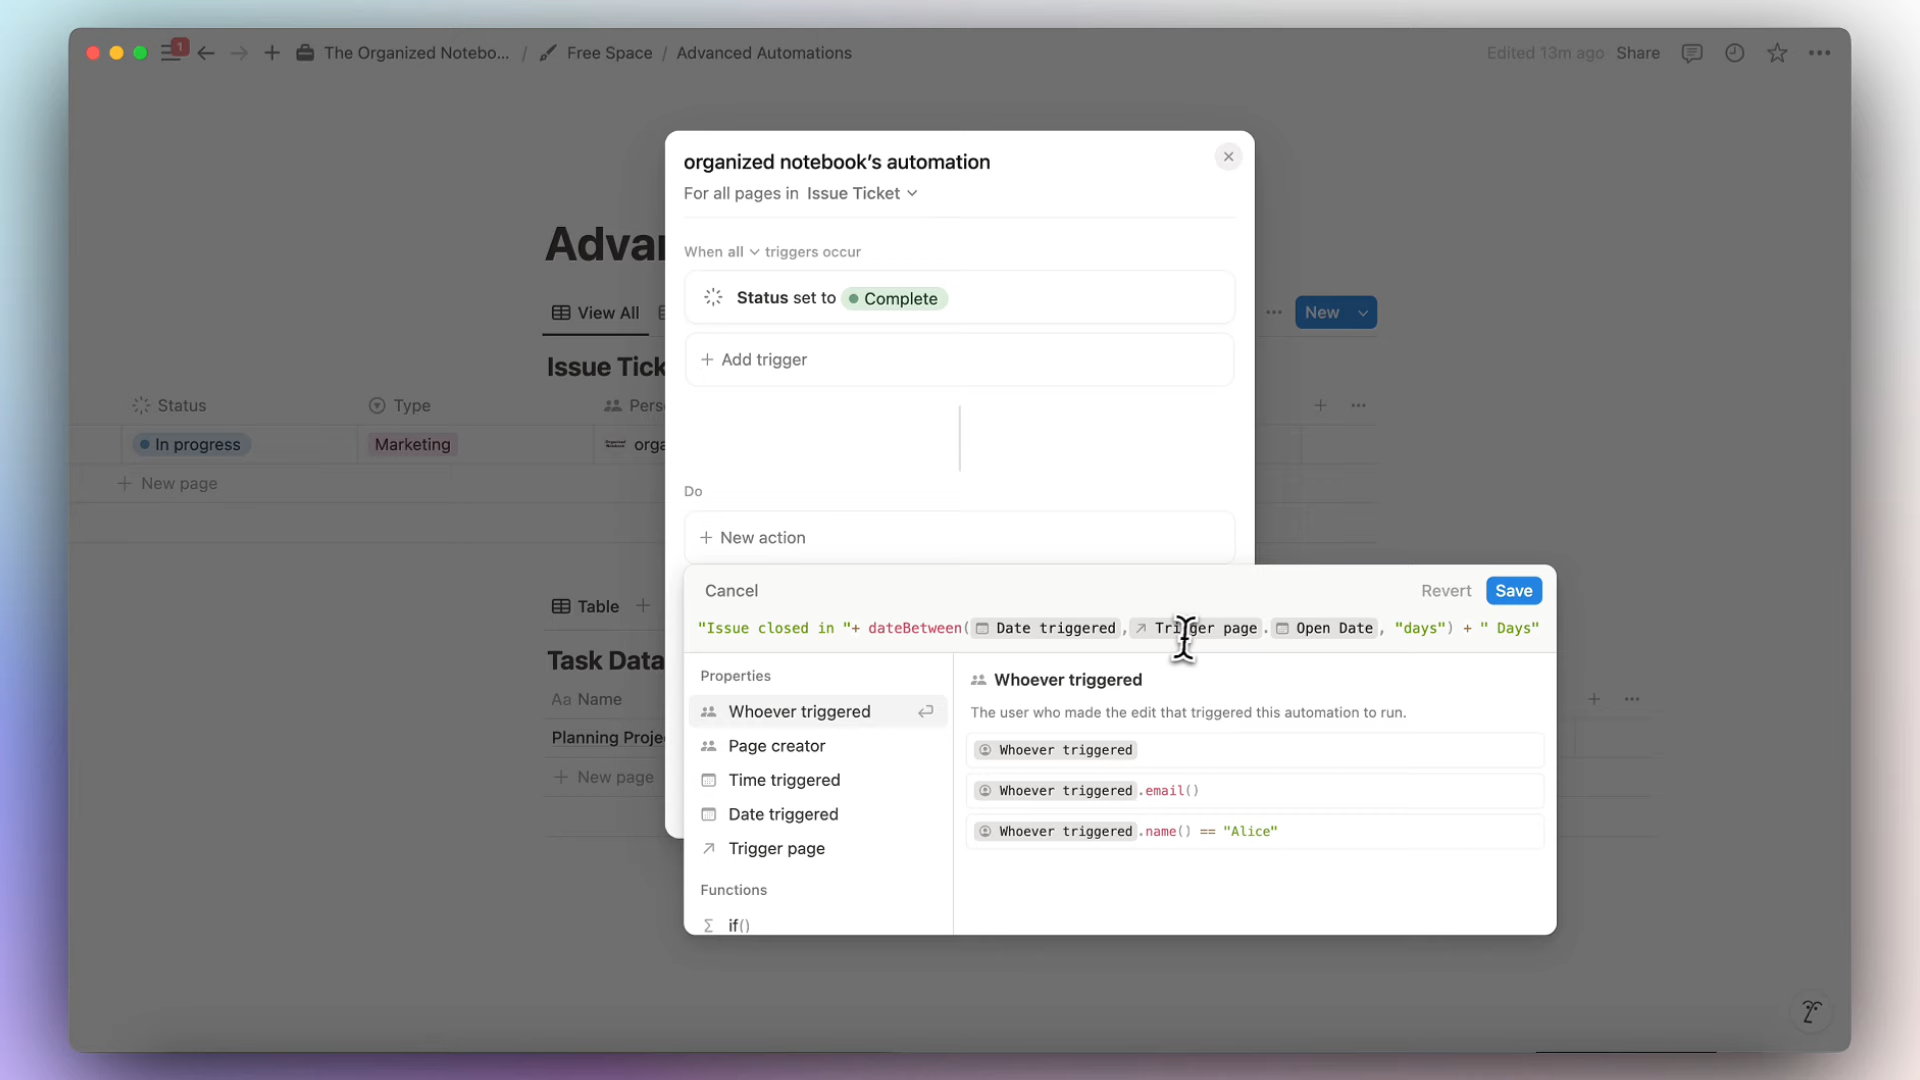 1
The Organized Notebo... / Free Space / Advanced Automations
Edited 13m ago Share
organized notebook's automation
For all pages in Issue Ticket
When all triggers occur
Status set to Complete
+ Add trigger
Do
+ New action
Advan
View All
New
Issue Tick
Status Type Perso
In progress Marketing orga
+ New page
Table
Task Data
Aa Name
Planning Projec
+ New page
Cancel Revert Save
"Issue closed in "+ dateBetween( Date triggered, Trigger page. Open Date, "days") + " Days"
Properties
Whoever triggered
Page creator
Time triggered
Date triggered
Trigger page
Functions
Σ if()
Whoever triggered
The user who made the edit that triggered this automation to run.
Whoever triggered
Whoever triggered.email()
Whoever triggered.name() == "Alice"